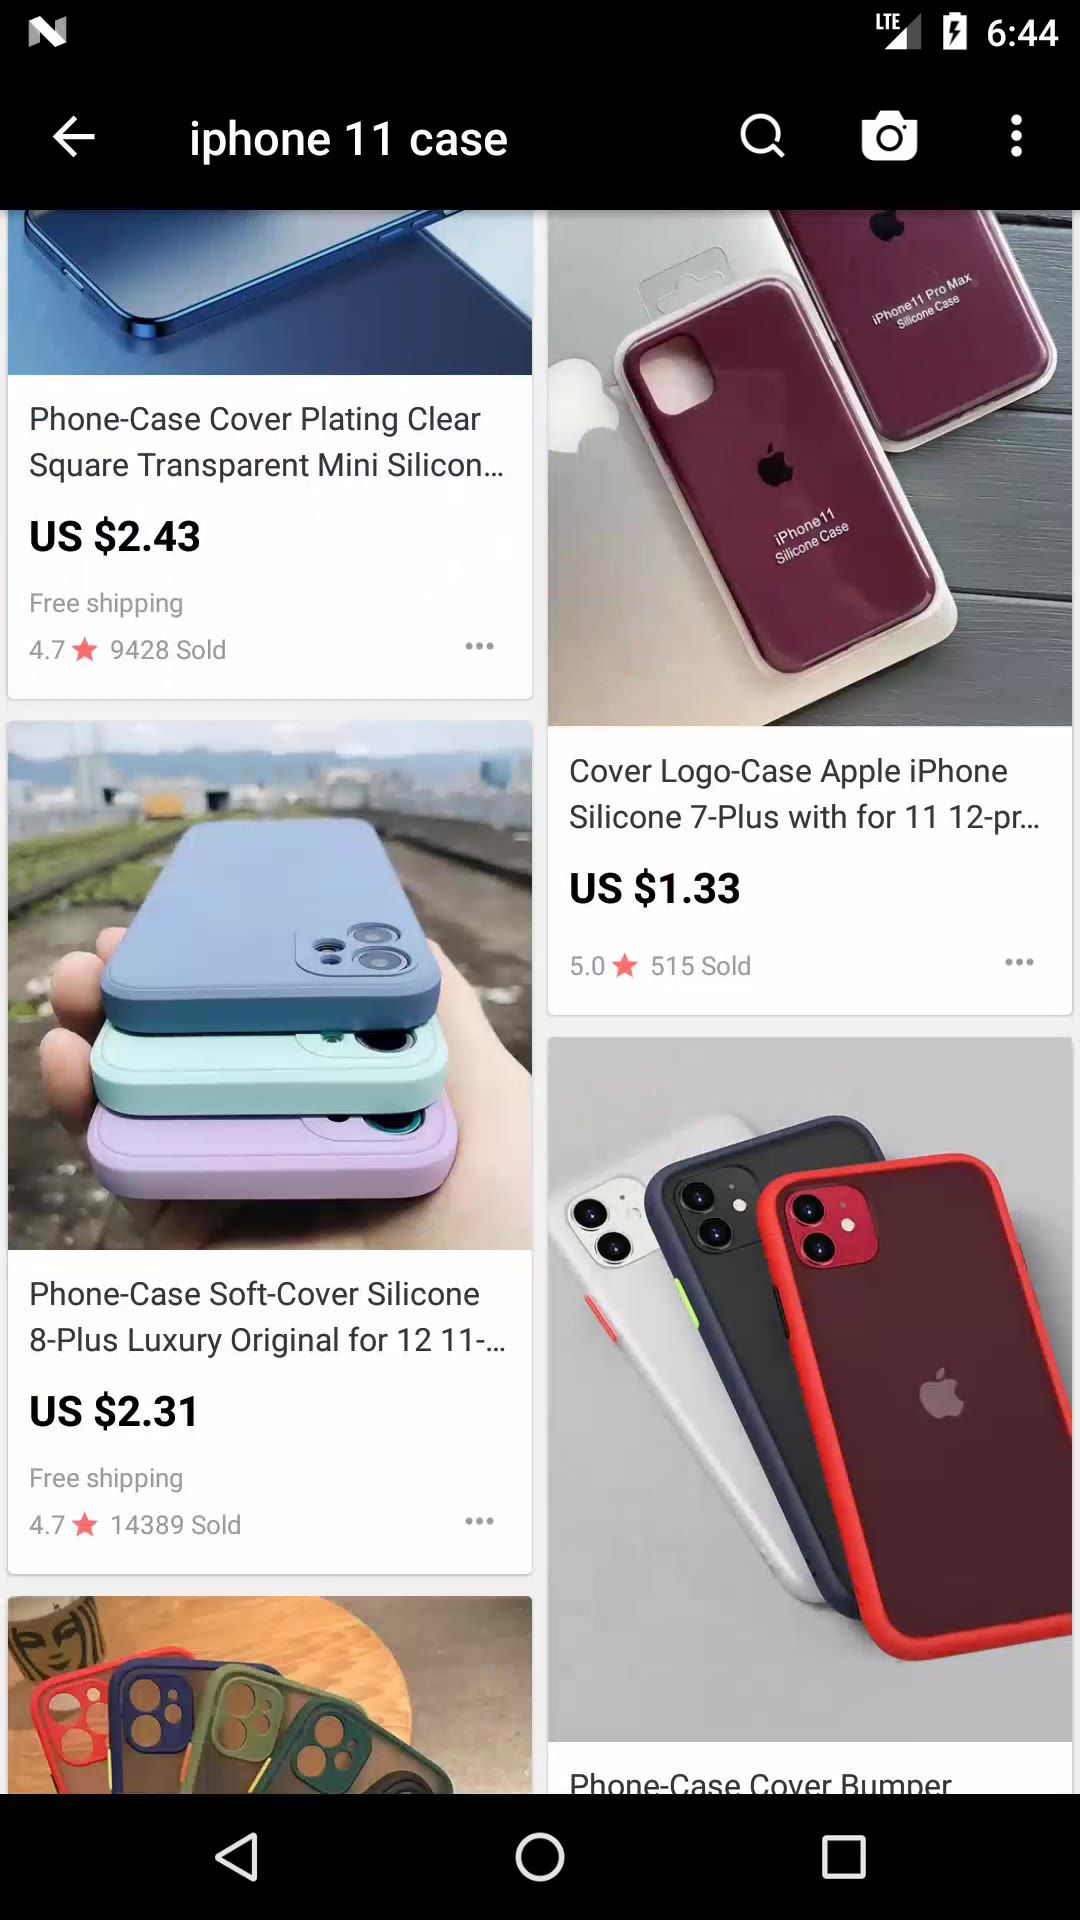 LTE
6:44
iphone 11 case
Phone-Case Cover Plating Clear
Square Transparent Mini Silicon...
US $2.43
Free shipping
4.7 9428 Sold
iPhone11 Pro Max
Silicone Case
iPhone11
Silicone Case
Cover Logo-Case Apple iPhone
Silicone 7-Plus with for 11 12-pr...
US $1.33
5.0 515 Sold
Phone-Case Soft-Cover Silicone
8-Plus Luxury Original for 12 11-...
US $2.31
Free shipping
4.7 14389 Sold
Phone-Case Cover Bumper